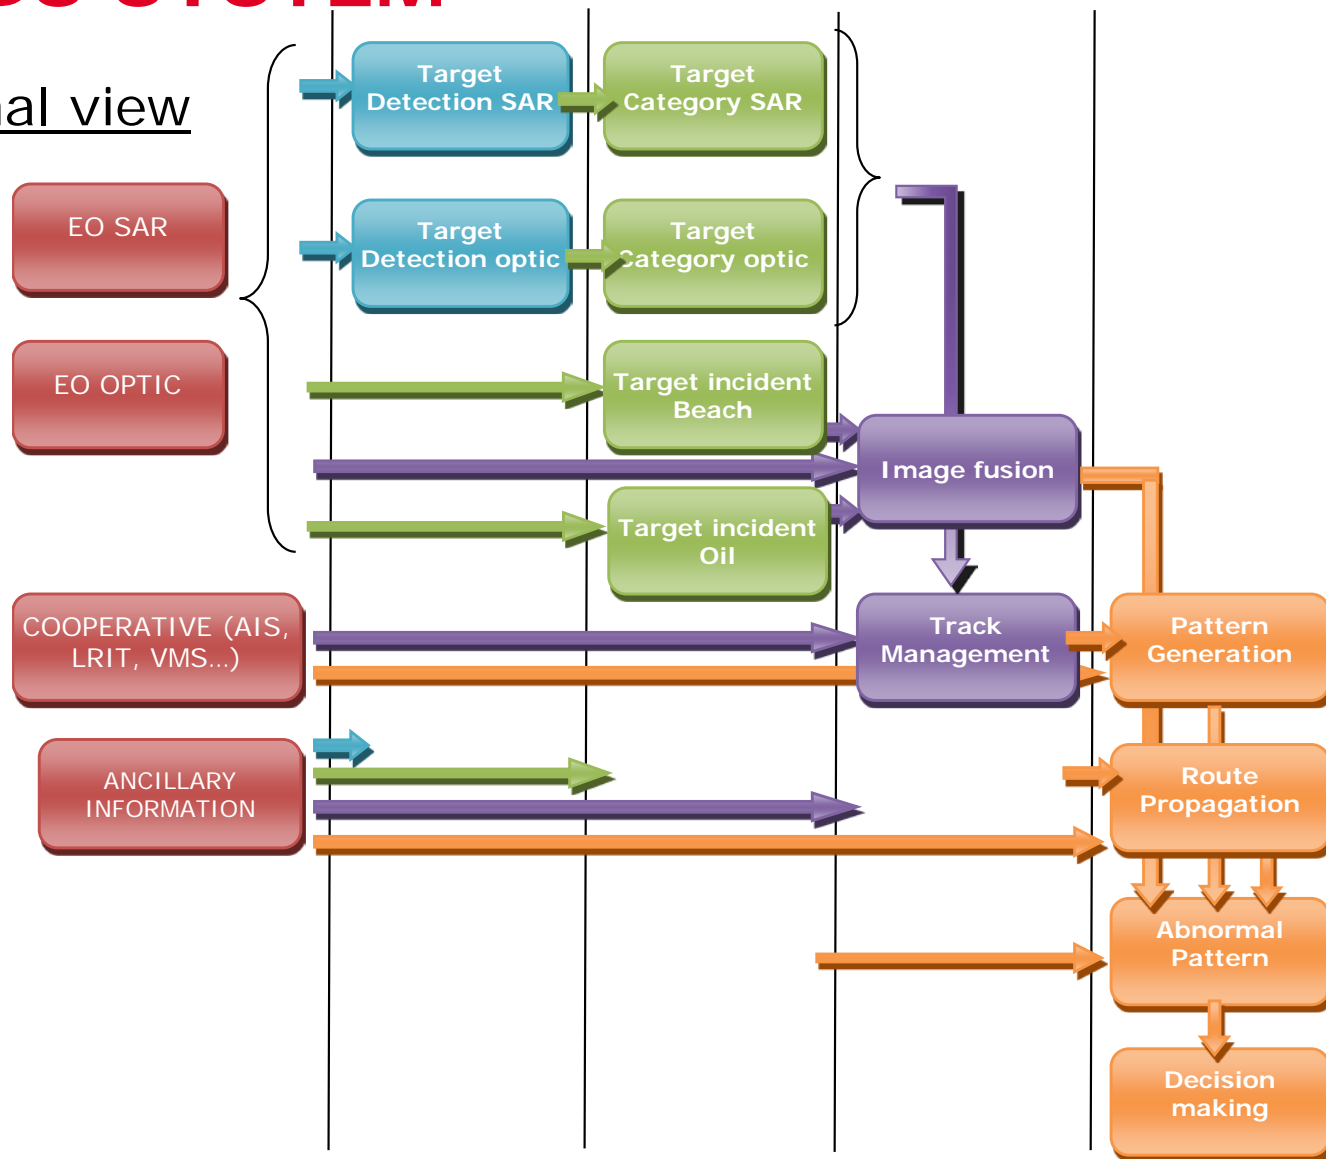 SYSTEM
view
Target
Detection SAR
Target
Category SAR
EO SAR
Target
Detection optic
Target
Category optic
EO OPTIC
Target incident
Beach
Image fusion
Target incident
Oil
COOPERATIVE (AIS,
LRIT, VMS...)
Track
Management
Pattern
Generation
ANCILLARY
INFORMATION
Route
Propagation
Abnormal
Pattern
Decision
making